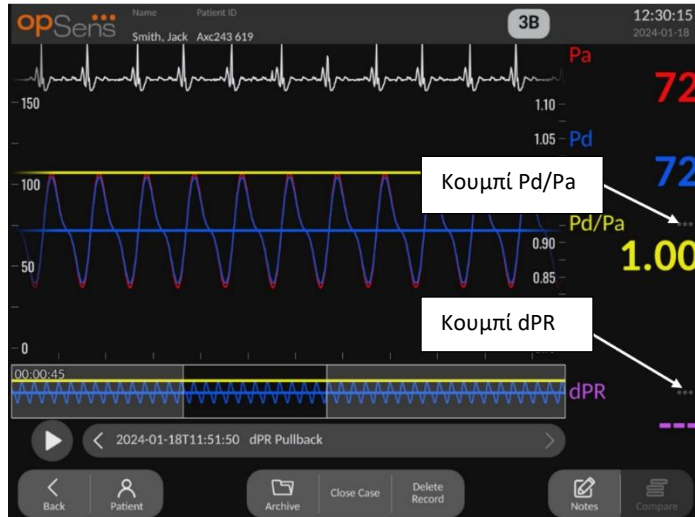 opSens
Name
Patient ID
Smith, Jack
Axc243 619
3B
12:30:15
2024-01-18
Pa
72
150
1.10
1.05
Pd
72
100
Κουμπί Pd/Pa
Pd/Pa
1.00
0.90
50
0.85
Κουμπί dPR
0
00:00:45
dPR
---
2024-01-18T11:51:50 dPR Pullback
Back
Patient
Archive
Close Case
Delete
Record
Notes
Compare